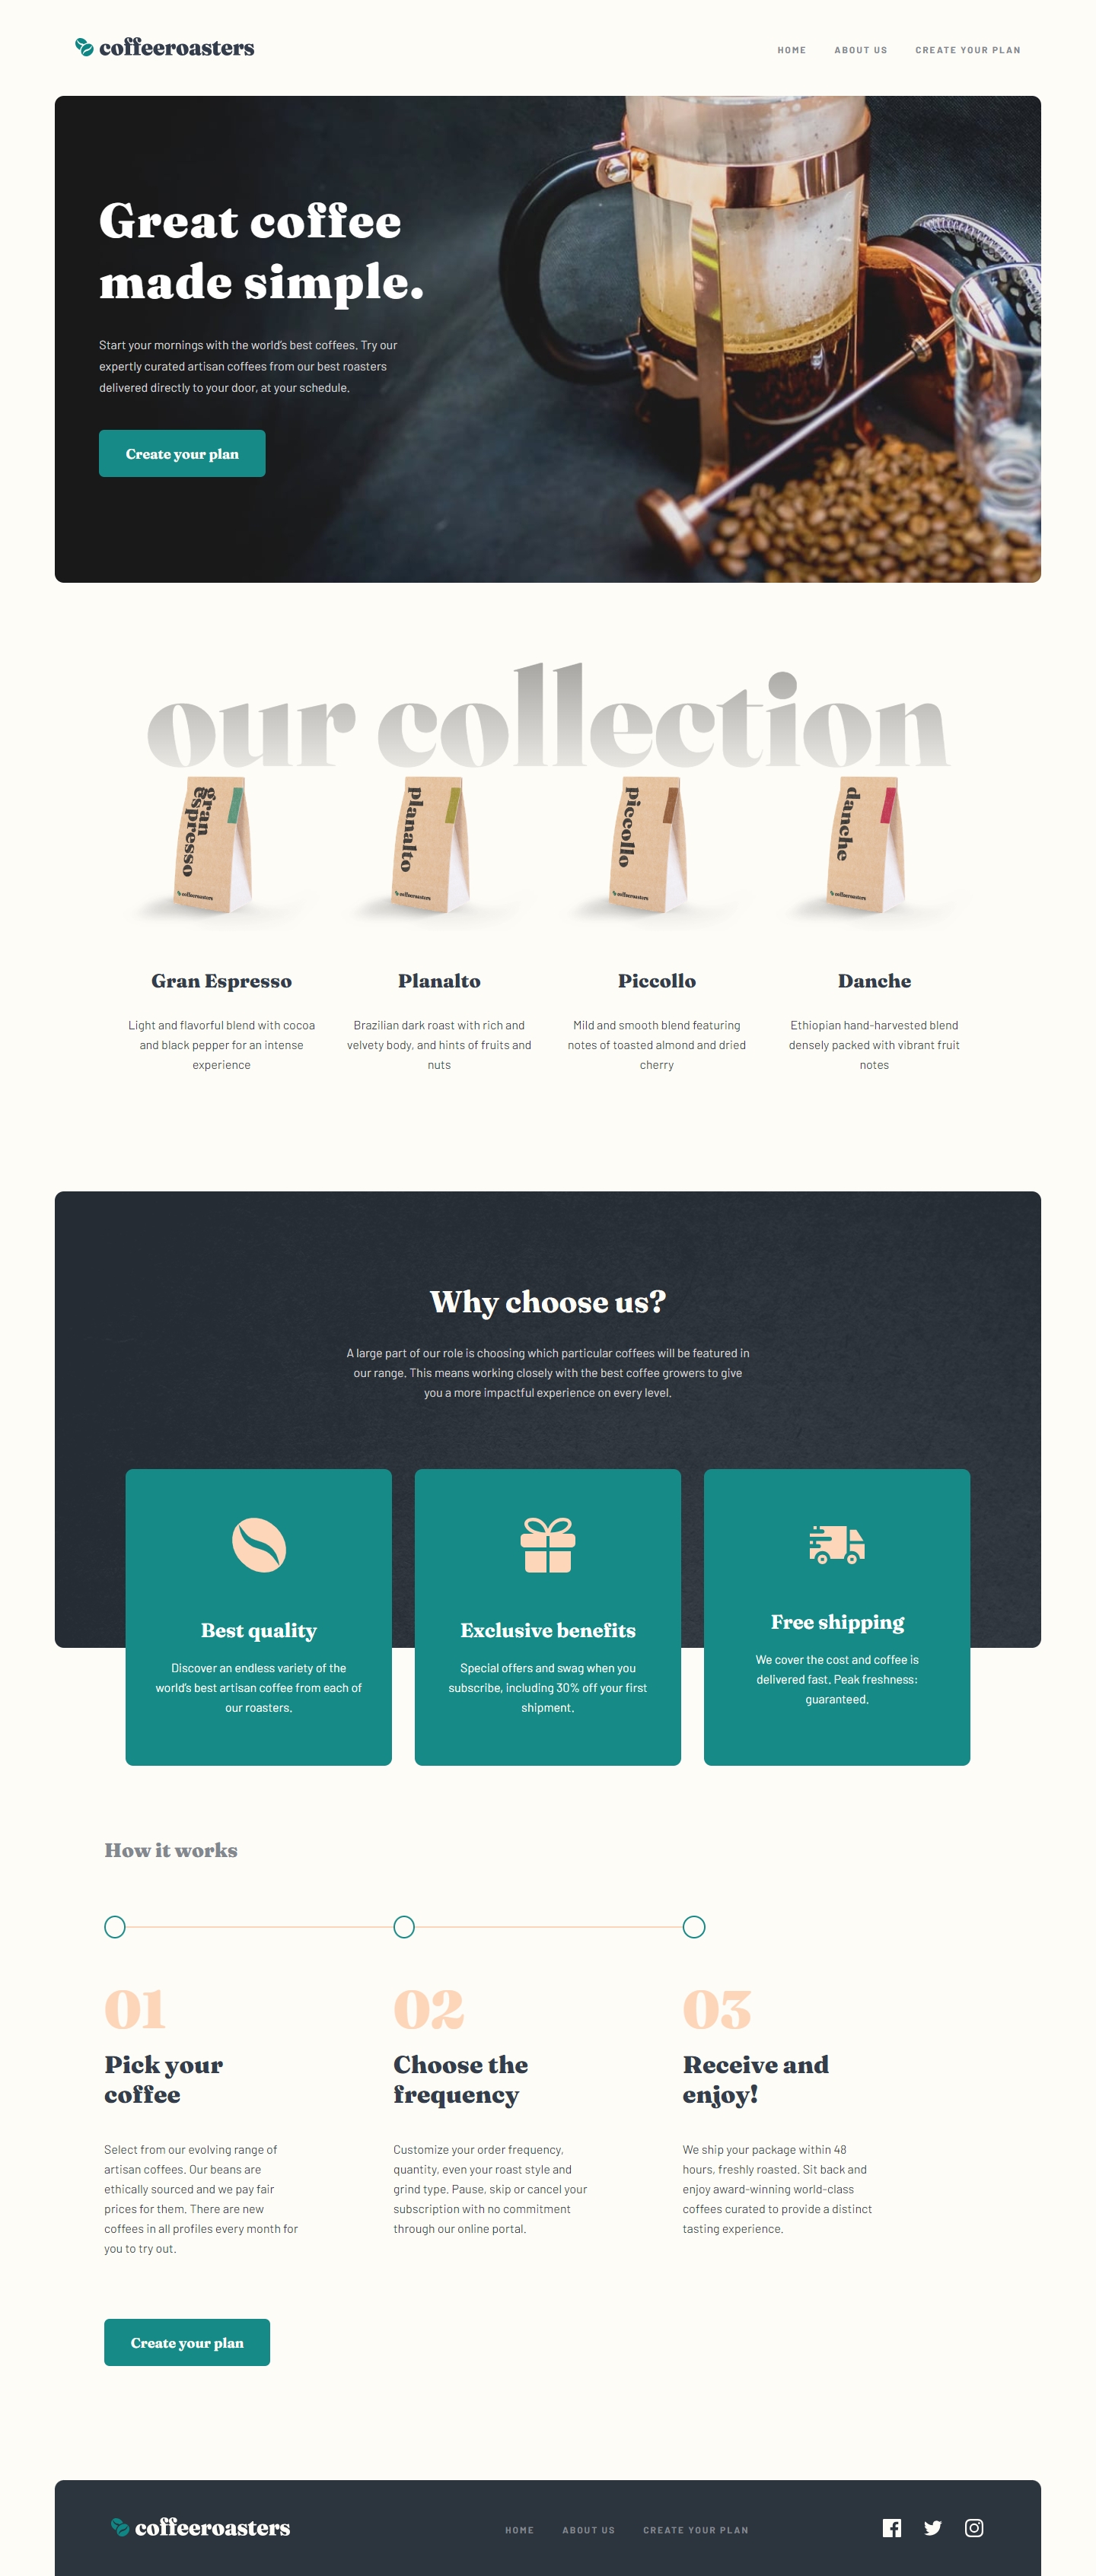 coffeeroasters
HOME ABOUT US CREATE YOUR PLAN
Great coffee
made simple.
Start your mornings with the world’s best coffees. Try our
expertly curated artisan coffees from our best roasters
delivered directly to your door, at your schedule.
Create your plan
our collection
gran
espresso
coffeeroasters
planalto
coffeeroasters
piccollo
coffeeroasters
danche
coffeeroasters
Gran Espresso
Light and flavorful blend with cocoa
and black pepper for an intense
experience
Planalto
Brazilian dark roast with rich and
velvety body, and hints of fruits and
nuts
Piccollo
Mild and smooth blend featuring
notes of toasted almond and dried
cherry
Danche
Ethiopian hand-harvested blend
densely packed with vibrant fruit
notes
Why choose us?
A large part of our role is choosing which particular coffees will be featured in
our range. This means working closely with the best coffee growers to give
you a more impactful experience on every level.
Best quality
Discover an endless variety of the
world’s best artisan coffee from each of
our roasters.
Exclusive benefits
Special offers and swag when you
subscribe, including 30% off your first
shipment.
Free shipping
We cover the cost and coffee is
delivered fast. Peak freshness:
guaranteed.
How it works
01
Pick your
coffee
Select from our evolving range of
artisan coffees. Our beans are
ethically sourced and we pay fair
prices for them. There are new
coffees in all profiles every month for
you to try out.
02
Choose the
frequency
Customize your order frequency,
quantity, even your roast style and
grind type. Pause, skip or cancel your
subscription with no commitment
through our online portal.
03
Receive and
enjoy!
We ship your package within 48
hours, freshly roasted. Sit back and
enjoy award-winning world-class
coffees curated to provide a distinct
tasting experience.
Create your plan
coffeeroasters
HOME ABOUT US CREATE YOUR PLAN